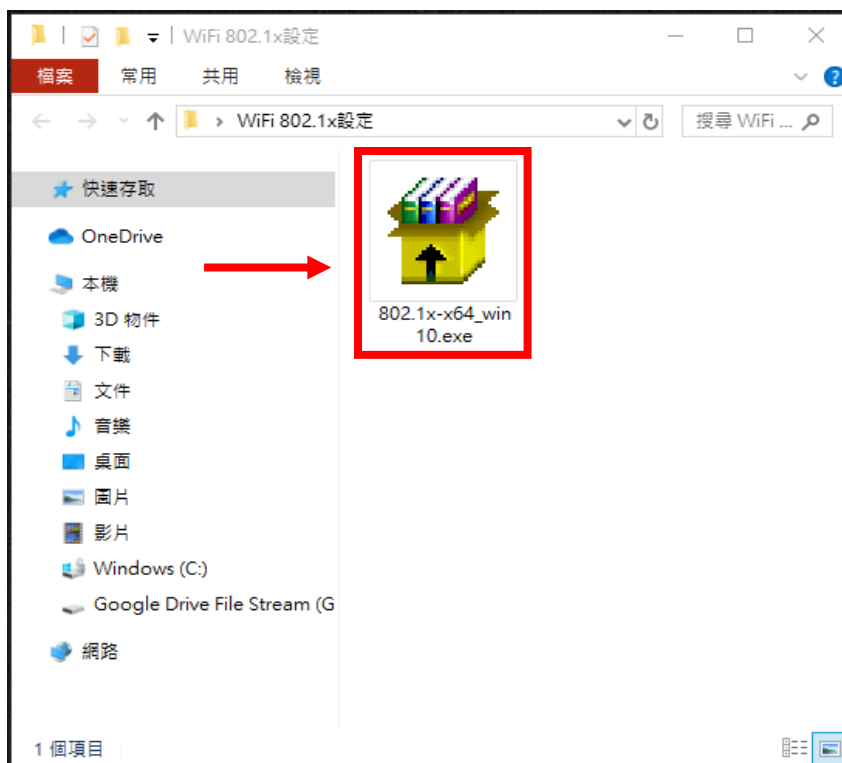 WiFi 802.1x設定
檔案 常用 共用 檢視
WiFi 802.1x設定
搜尋 WiFi ...
快速存取
OneDrive
本機
3D 物件
下載
文件
音樂
桌面
圖片
影片
Windows (C:)
Google Drive File Stream (G
網路
802.1x-x64_win
10.exe
1 個項目